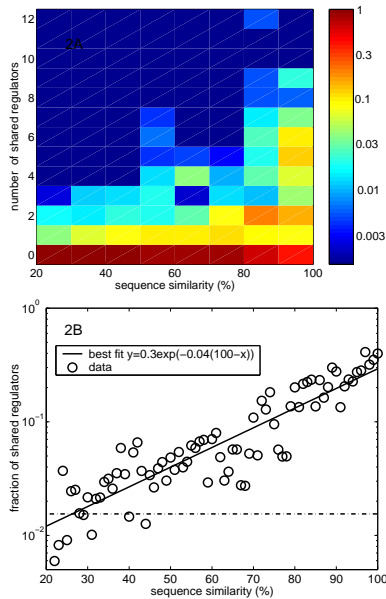 2A
number of shared regulators
12
10
8
6
4
2
0
20 40 60 80 100
sequence similarity (%)
1
0.3
0.1
0.03
0.01
0.003
2B
best fit y=0.3exp(−0.04(100−x))
data
fraction of shared regulators
10^0
10^−1
10^−2
20 30 40 50 60 70 80 90 100
sequence similarity (%)